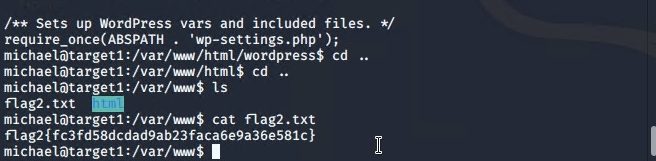 /** Sets up WordPress vars and included files. */
require_once(ABSPATH . 'wp-settings.php');
michael@target1:/var/www/html/wordpress$ cd ..
michael@target1:/var/www/html$ cd ..
michael@target1:/var/www$ ls
flag2.txt  html
michael@target1:/var/www$ cat flag2.txt
flag2{fc3fd58dcdad9ab23faca6e9a36e581c}
michael@target1:/var/www$